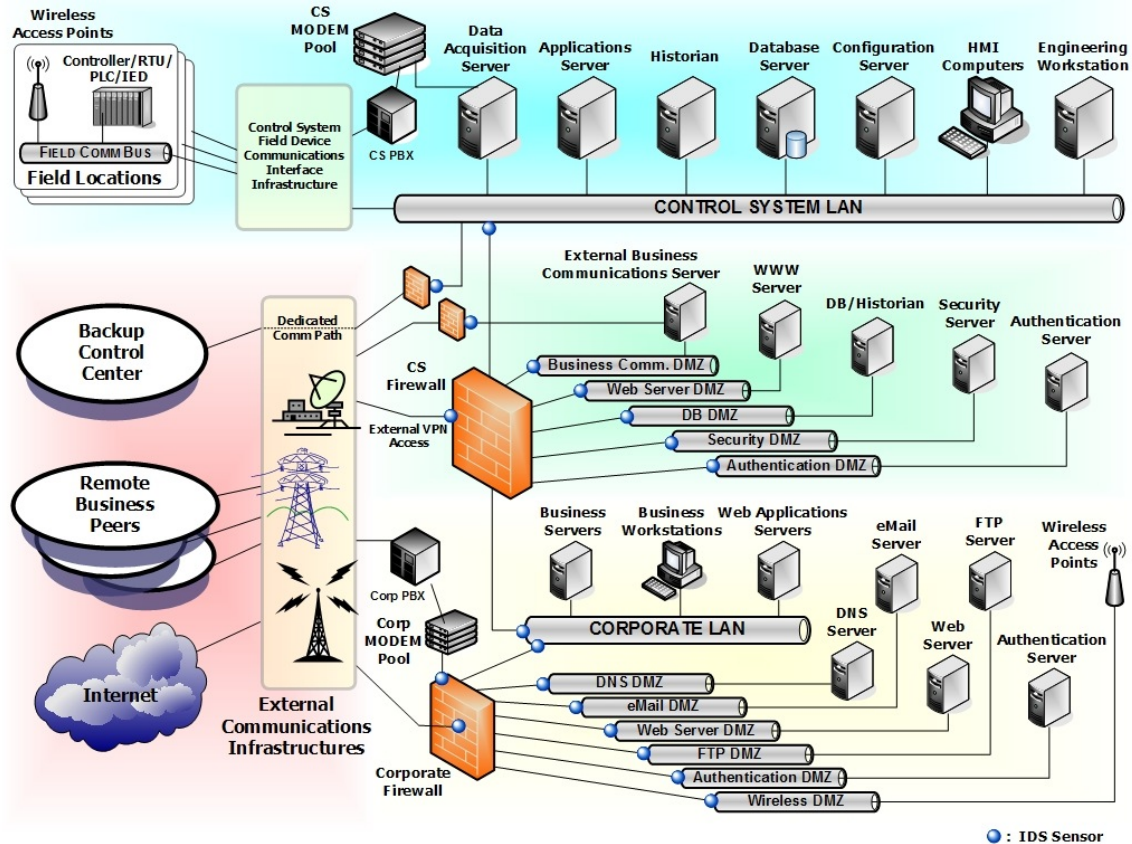 Wireless
Access Points
Controller/RTU/
PLC/IED
FIELD COMM BUS
Field Locations
Control System
Field Device
Communications
Interface
Infrastructure
CS
MODEM
Pool
CS PBX
Data
Acquisition
Server
Applications
Server
Historian
Database
Server
Configuration
Server
HMI
Computers
Engineering
Workstation
CONTROL SYSTEM LAN
Backup
Control
Center
Dedicated
Comm Path
External Business
Communications Server
WWW
Server
DB/Historian
Security
Server
Authentication
Server
CS
Firewall
External VPN
Access
Business Comm. DMZ
Web Server DMZ
DB DMZ
Security DMZ
Authentication DMZ
Remote
Business
Peers
Internet
External
Communications
Infrastructures
Corp PBX
Corp
MODEM
Pool
Corporate
Firewall
Business
Servers
Business
Workstations
Web Applications
Servers
eMail
Server
FTP
Server
Wireless
Access
Points
CORPORATE LAN
DNS
Server
Web
Server
Authentication
Server
DNS DMZ
eMail DMZ
Web Server DMZ
FTP DMZ
Authentication DMZ
Wireless DMZ
: IDS Sensor